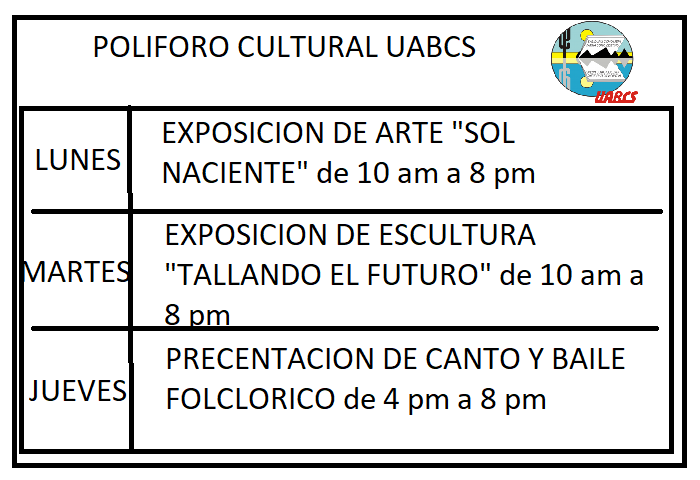 POLIFORO CULTURAL UABCS
UABCS
LUNES
EXPOSICION DE ARTE "SOL
NACIENTE" de 10 am a 8 pm
MARTES
EXPOSICION DE ESCULTURA
"TALLANDO EL FUTURO" de 10 am a
8 pm
JUEVES
PRECENTACION DE CANTO Y BAILE
FOLCLORICO de 4 pm a 8 pm